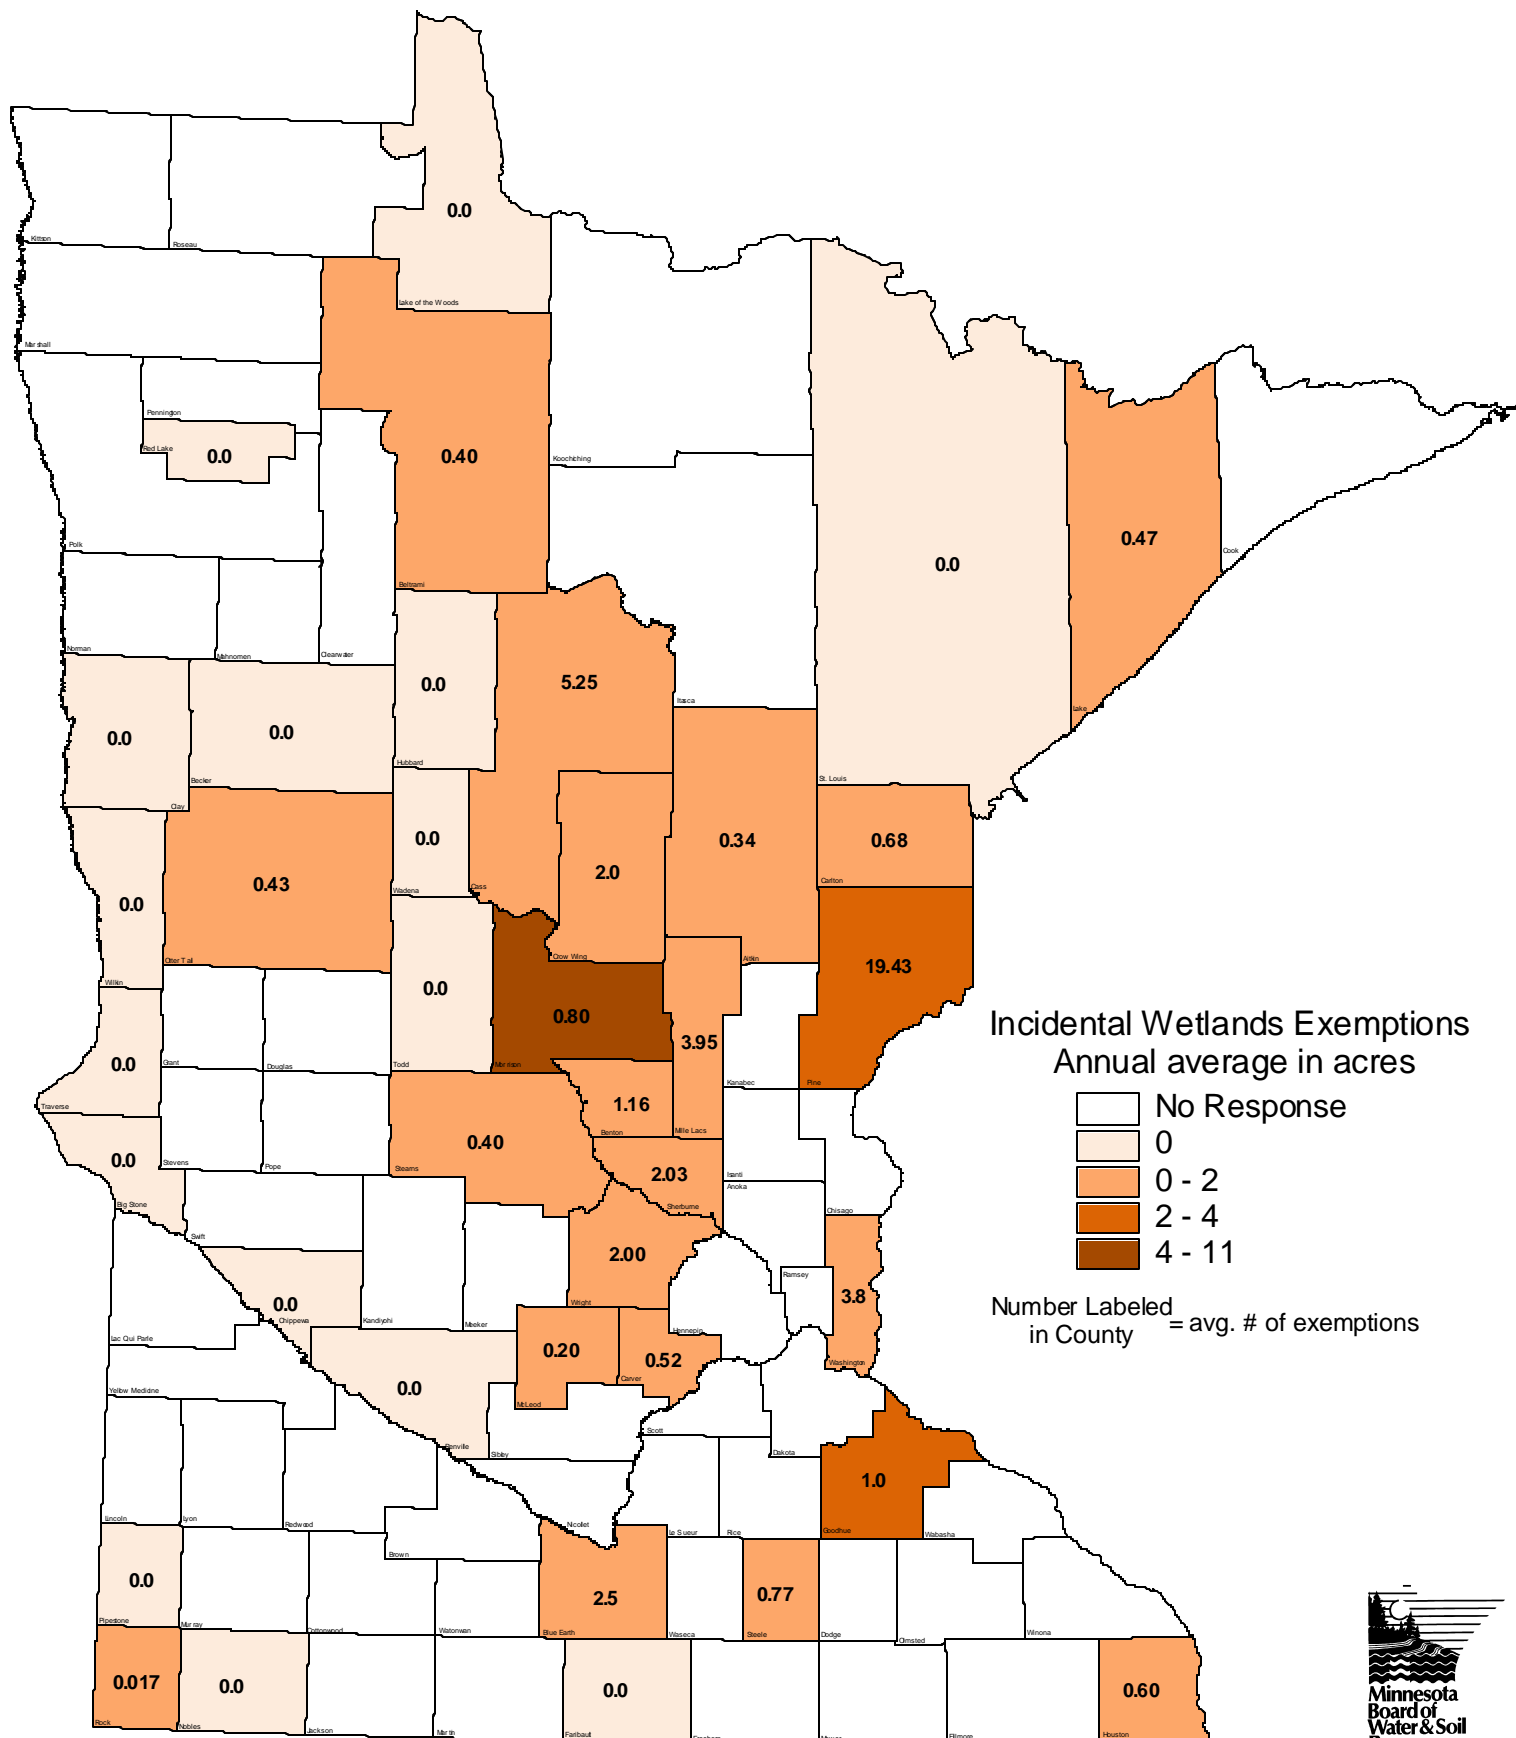 0.0
Kittson
Roseau
Lake of the Woods
Marshall
Pennington
Red Lake
0.0
0.40
Koochiching
Polk
0.47
Cook
0.0
Beltrami
Norman
Mahnomen
Clearwater
0.0
5.25
Itasca
Lake
0.0
0.0
Hubbard
Becker
St. Louis
Clay
0.0
0.34
0.68
2.0
0.43
Carlton
Wadena
Cass
0.0
Otter Tail
Crow Wing
Aitkin
19.43
Wilkin
0.0
0.80
3.95
0.0
Grant
Douglas
Todd
Morrison
Kanabec
Pine
Traverse
1.16
Benton
Mille Lacs
0.40
0.0
Stevens
Pope
Stearns
2.03
Isanti
Anoka
Big Stone
Sherburne
Chisago
Swift
2.00
Ramsey
3.8
0.0
Wright
Chippewa
Kandiyohi
Meeker
Hennepin
Lac Qui Parle
0.20
0.52
Washington
Carver
0.0
Yellow Medicine
McLeod
Scott
Renville
Sibley
Dakota
1.0
Lincoln
Lyon
Redwood
Nicollet
Le Sueur
Rice
Goodhue
Wabasha
Brown
0.0
2.5
0.77
Pipestone
Murray
Cottonwood
Watonwan
Blue Earth
Waseca
Steele
Dodge
Olmsted
Winona
0.017
0.0
0.0
0.60
Rock
Nobles
Jackson
Martin
Faribault
Fillmore
Houston
Incidental Wetlands Exemptions
Annual average in acres
No Response
0
0 - 2
2 - 4
4 - 11
Number Labeled
in County
= avg. # of exemptions
Minnesota
Board of
Water & Soil